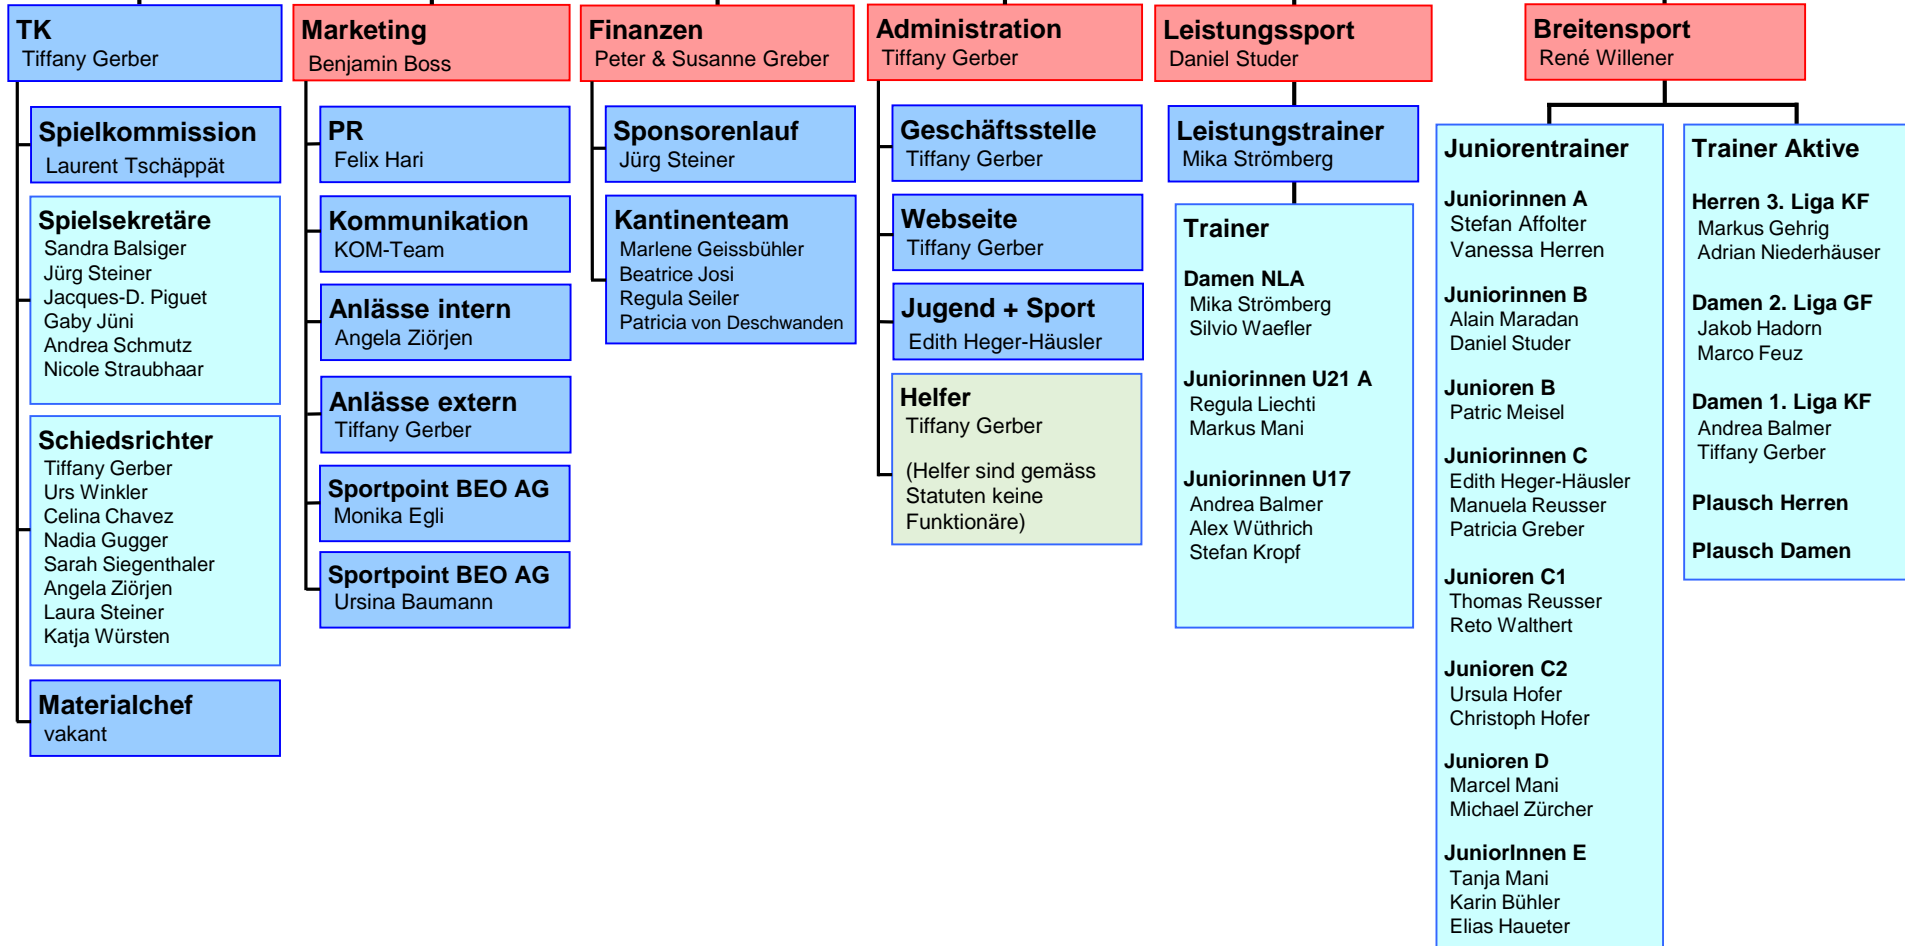 TK
Tiffany Gerber
Spielkommission
Laurent Tschäppät
Spielsekretäre
Sandra Balsiger
Jürg Steiner
Jacques-D. Piguet
Gaby Jüni
Andrea Schmutz
Nicole Straubhaar
Schiedsrichter
Tiffany Gerber
Urs Winkler
Celina Chavez
Nadia Gugger
Sarah Siegenthaler
Angela Ziörjen
Laura Steiner
Katja Würsten
Materialchef
vakant
Marketing
Benjamin Boss
PR
Felix Hari
Kommunikation
KOM-Team
Anlässe intern
Angela Ziörjen
Anlässe extern
Tiffany Gerber
Sportpoint BEO AG
Monika Egli
Sportpoint BEO AG
Ursina Baumann
Finanzen
Peter & Susanne Greber
Sponsorenlauf
Jürg Steiner
Kantinenteam
Marlene Geissbühler
Beatrice Josi
Regula Seiler
Patricia von Deschwanden
Administration
Tiffany Gerber
Geschäftsstelle
Tiffany Gerber
Webseite
Tiffany Gerber
Jugend + Sport
Edith Heger-Häusler
Helfer
Tiffany Gerber
(Helfer sind gemäss
Statuten keine
Funktionäre)
Leistungssport
Daniel Studer
Leistungstrainer
Mika Strömberg
Trainer
Damen NLA
Mika Strömberg
Silvio Waefler
Juniorinnen U21 A
Regula Liechti
Markus Mani
Juniorinnen U17
Andrea Balmer
Alex Wüthrich
Stefan Kropf
Breitensport
René Willener
Juniorentrainer
Juniorinnen A
Stefan Affolter
Vanessa Herren
Juniorinnen B
Alain Maradan
Daniel Studer
Junioren B
Patric Meisel
Juniorinnen C
Edith Heger-Häusler
Manuela Reusser
Patricia Greber
Junioren C1
Thomas Reusser
Reto Walthert
Junioren C2
Ursula Hofer
Christoph Hofer
Junioren D
Marcel Mani
Michael Zürcher
JuniorInnen E
Tanja Mani
Karin Bühler
Elias Haueter
Trainer Aktive
Herren 3. Liga KF
Markus Gehrig
Adrian Niederhäuser
Damen 2. Liga GF
Jakob Hadorn
Marco Feuz
Damen 1. Liga KF
Andrea Balmer
Tiffany Gerber
Plausch Herren
Plausch Damen